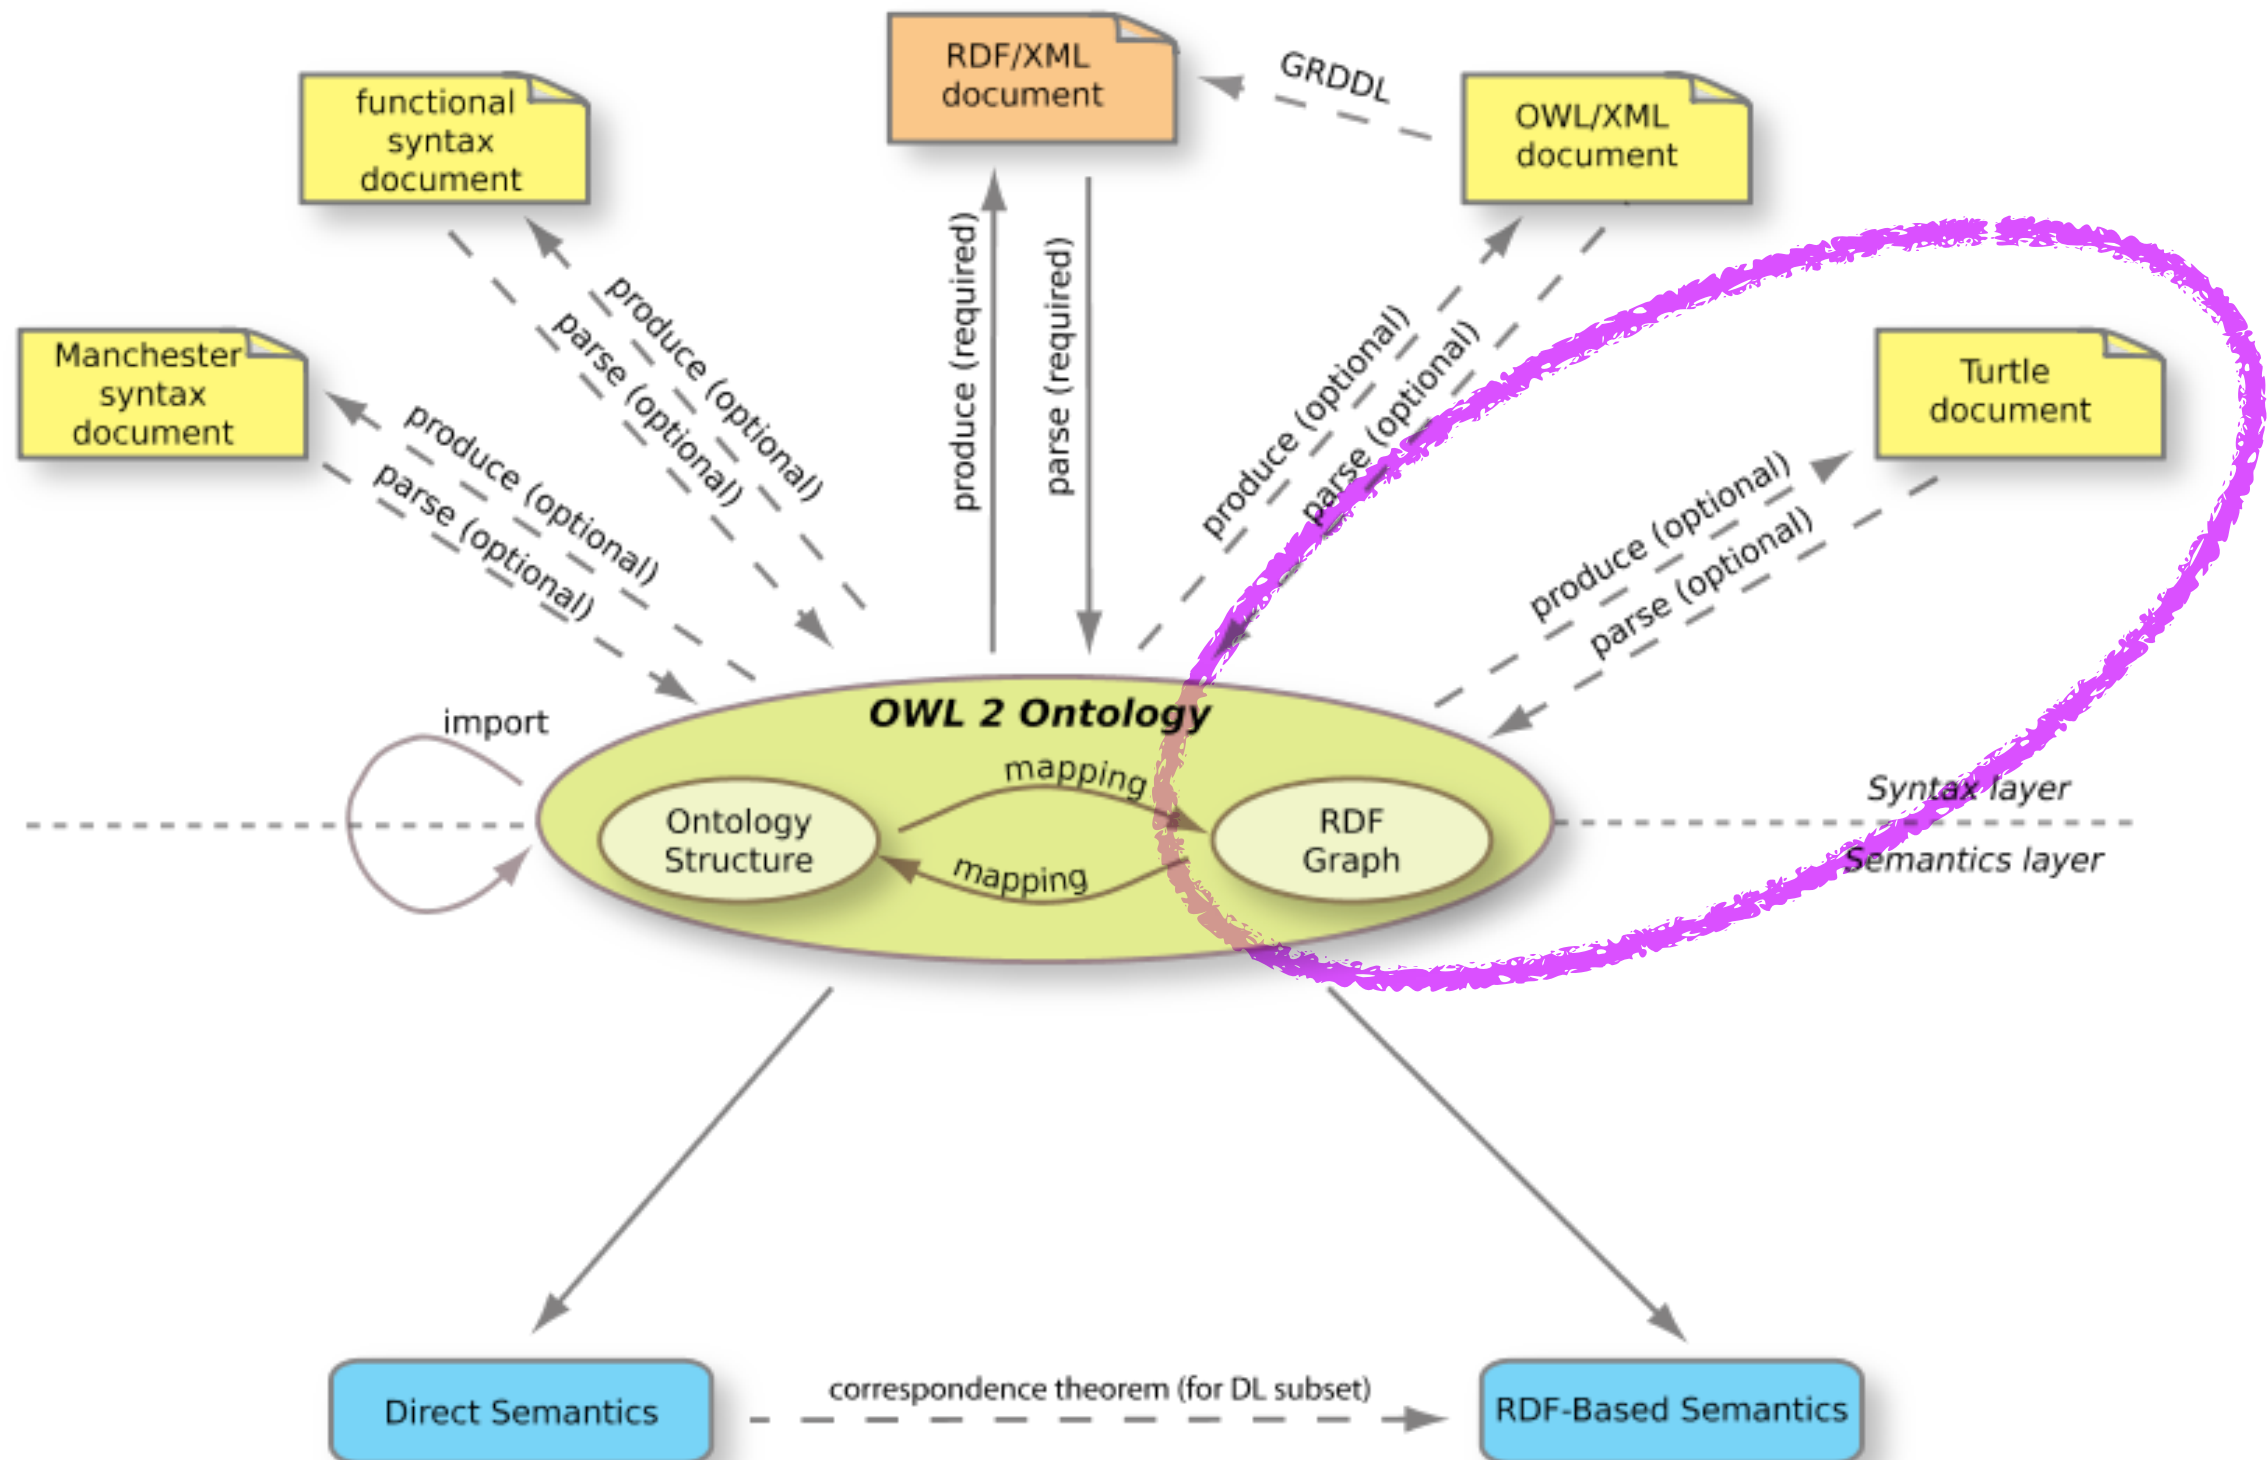 RDF/XML
document
GRDDL
functional
syntax
document
OWL/XML
document
Manchester
syntax
document
Turtle
document
produce (optional)
parse (optional)
produce (optional)
parse (optional)
produce (required)
parse (required)
produce (optional)
parse (optional)
produce (optional)
parse (optional)
import
OWL 2 Ontology
mapping
Ontology
Structure
RDF
Graph
mapping
Syntax layer
Semantics layer
correspondence theorem (for DL subset)
Direct Semantics
RDF-Based Semantics